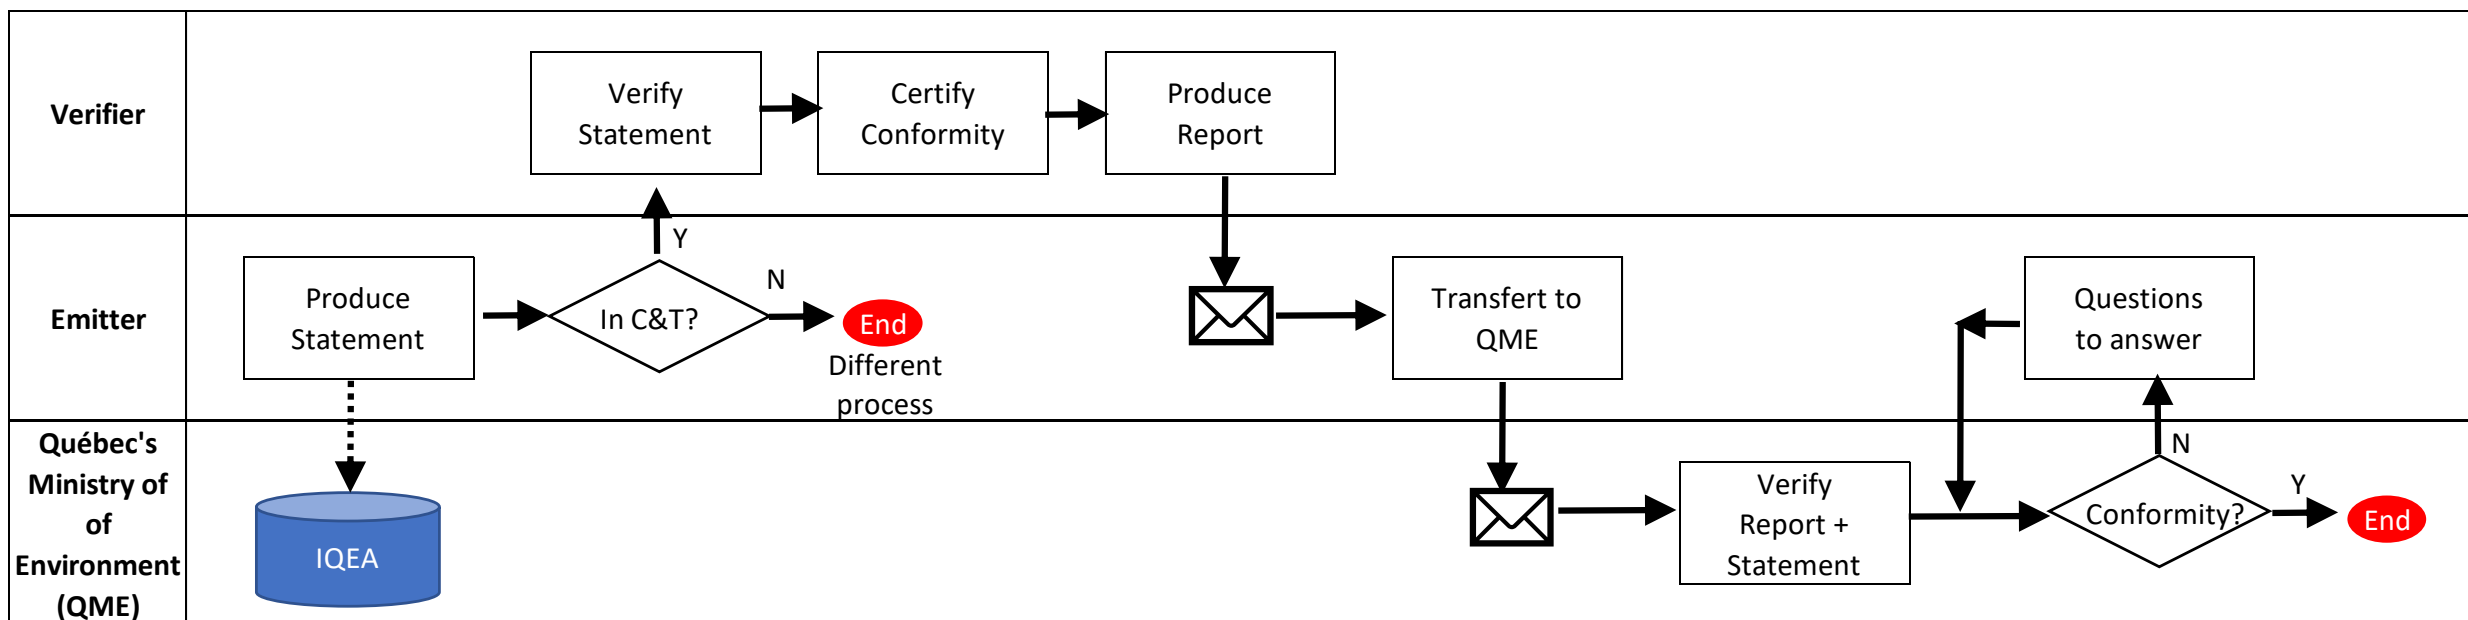 Verifier
Verify
Statement
Certify
Conformity
Produce
Report
Emitter
Produce
Statement
In C&T?
Y
N
End
Different
process
Transfert to
QME
Questions
to answer
Québec's
Ministry of
of
Environment
(QME)
IQEA
Verify
Report +
Statement
Conformity?
N
Y
End